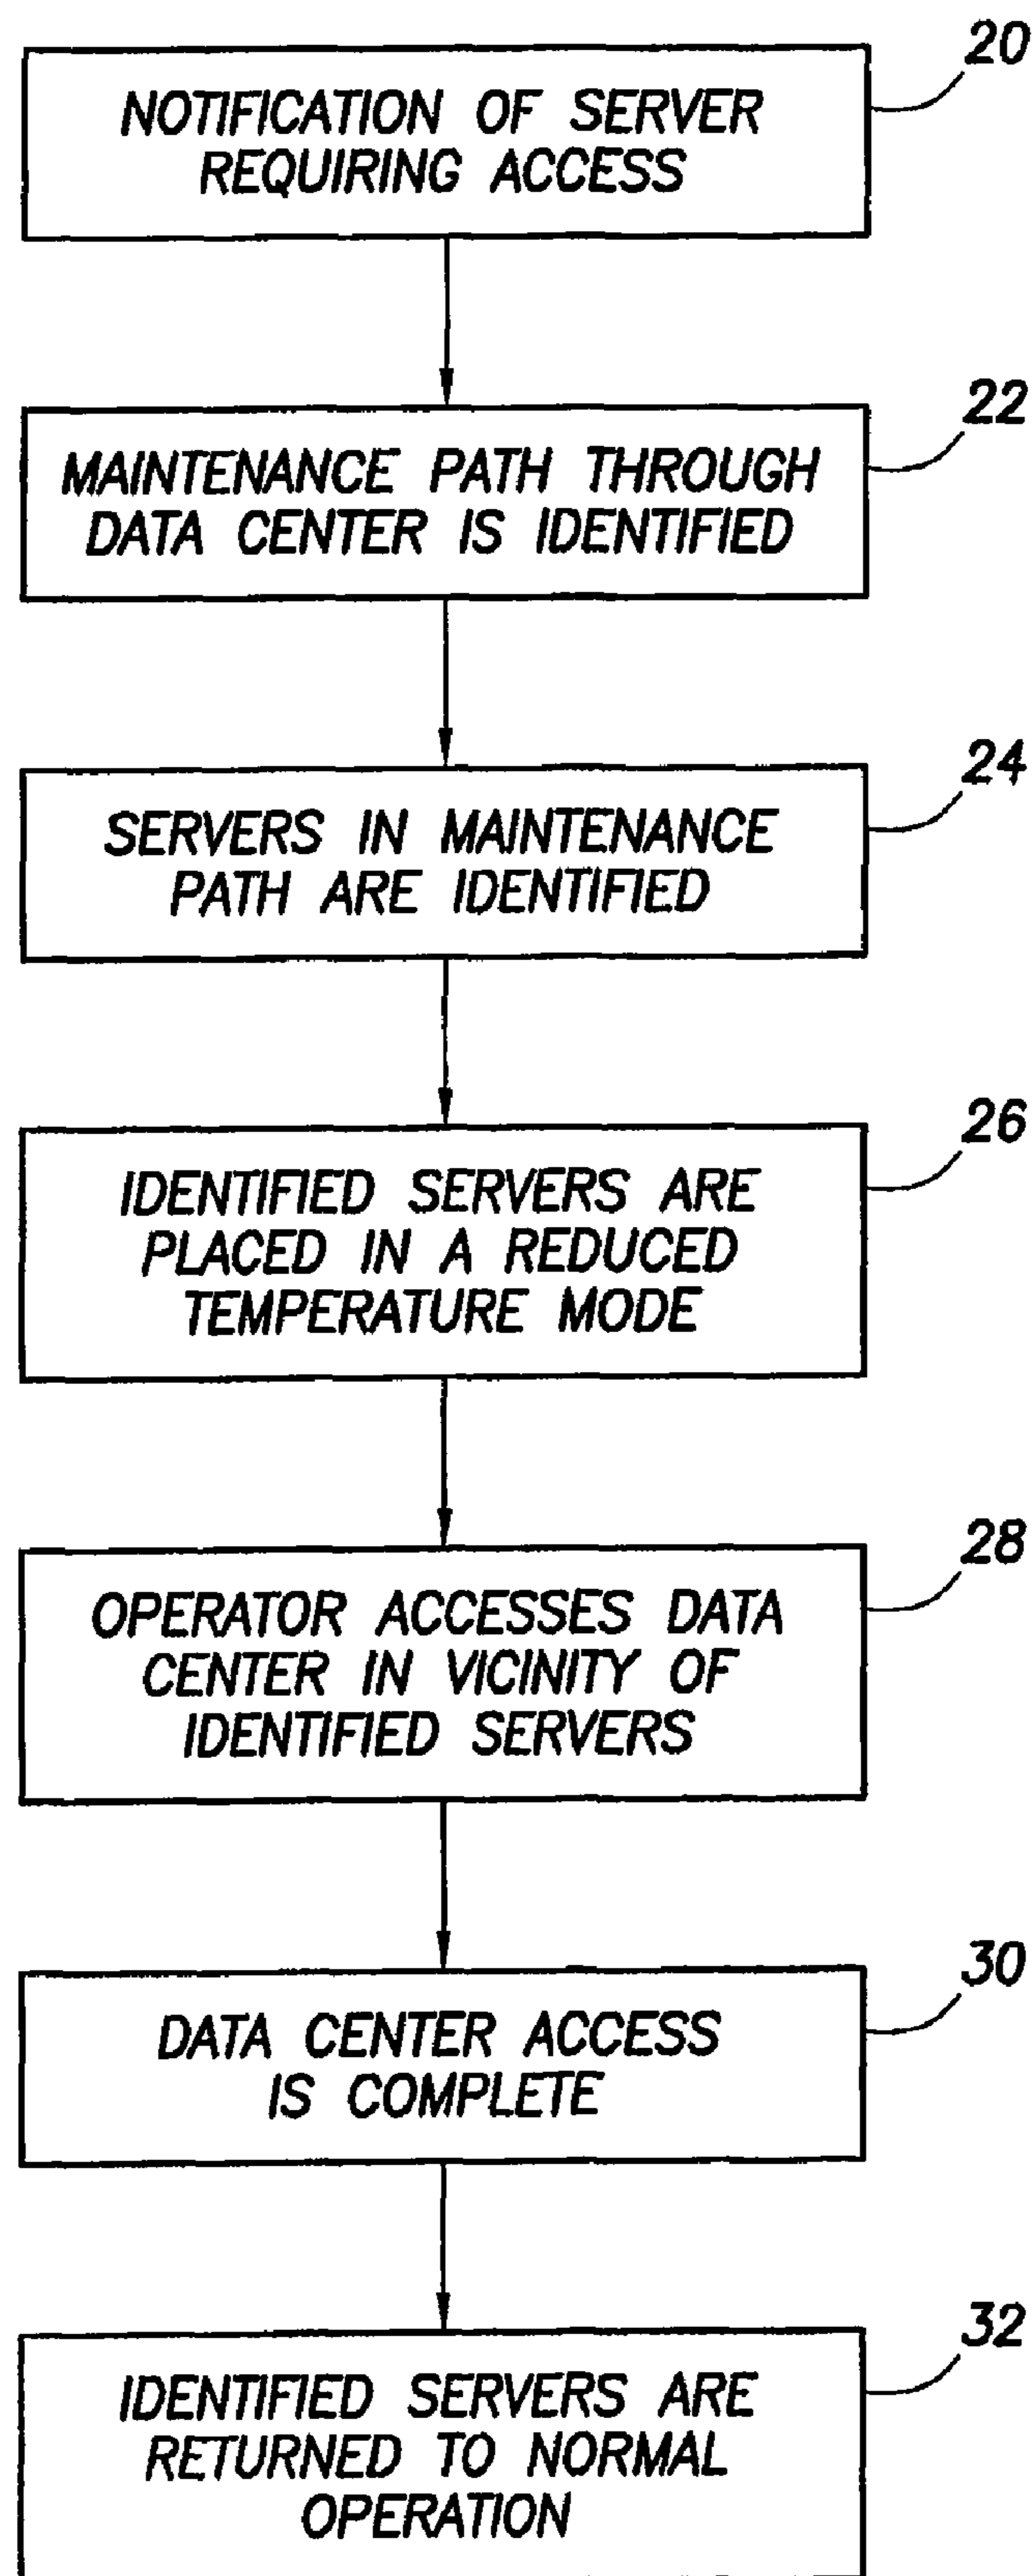 20
NOTIFICATION OF SERVER
REQUIRING ACCESS
22
MAINTENANCE PATH THROUGH
DATA CENTER IS IDENTIFIED
24
SERVERS IN MAINTENANCE
PATH ARE IDENTIFIED
26
IDENTIFIED SERVERS ARE
PLACED IN A REDUCED
TEMPERATURE MODE
28
OPERATOR ACCESSES DATA
CENTER IN VICINITY OF
IDENTIFIED SERVERS
30
DATA CENTER ACCESS
IS COMPLETE
32
IDENTIFIED SERVERS ARE
RETURNED TO NORMAL
OPERATION